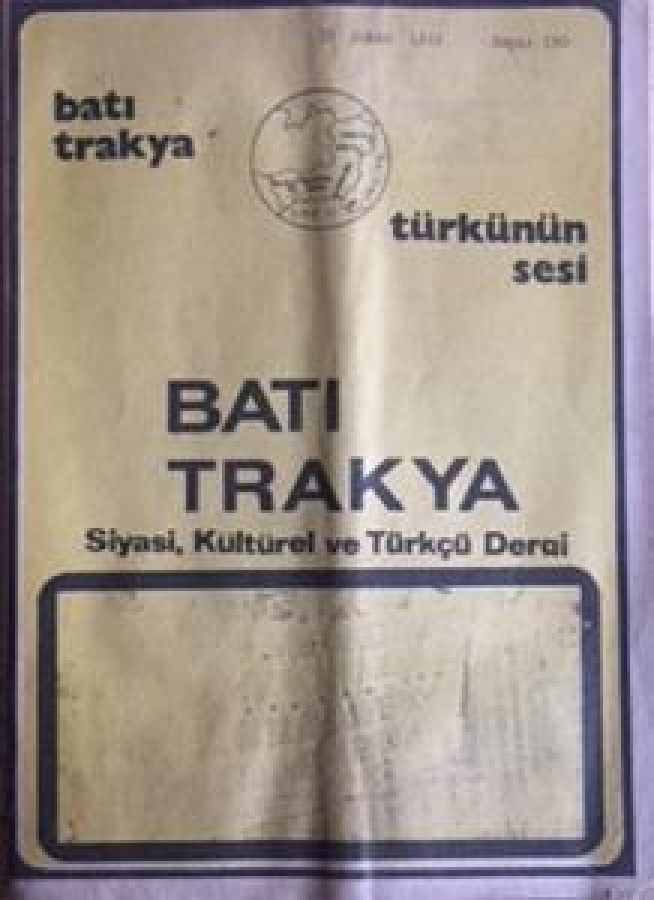 batı
trakya
türkünün
sesi
BATI
TRAKYA
Siyasi, Kültürel ve Türkçü Dergi